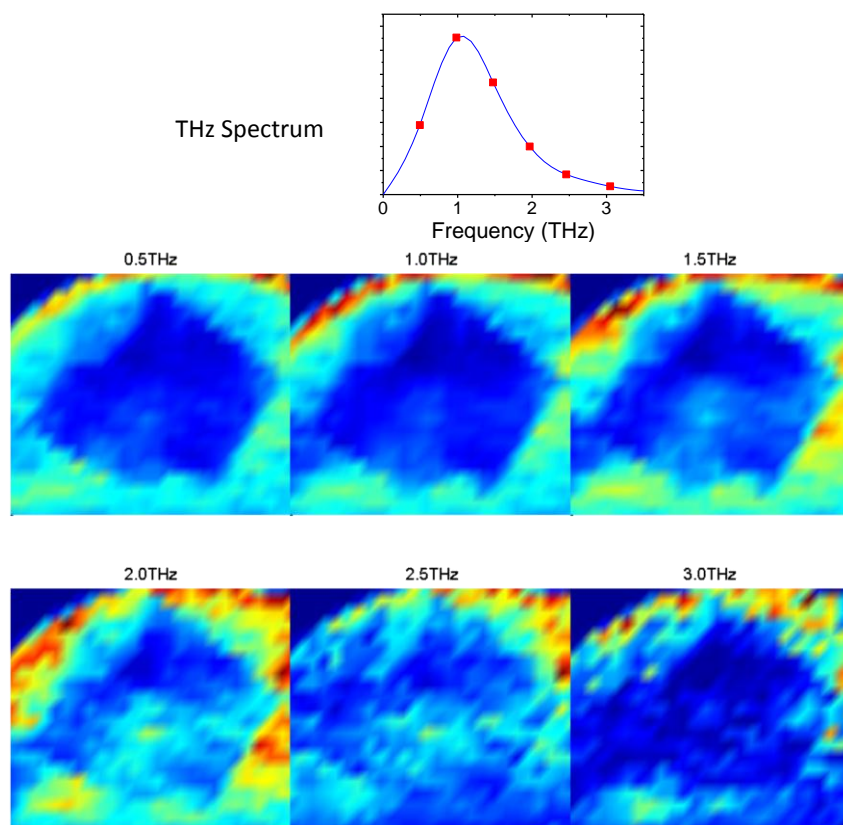 THz Spectrum
0 1 2 3
Frequency (THz)
0.5THz 1.0THz 1.5THz
2.0THz 2.5THz 3.0THz